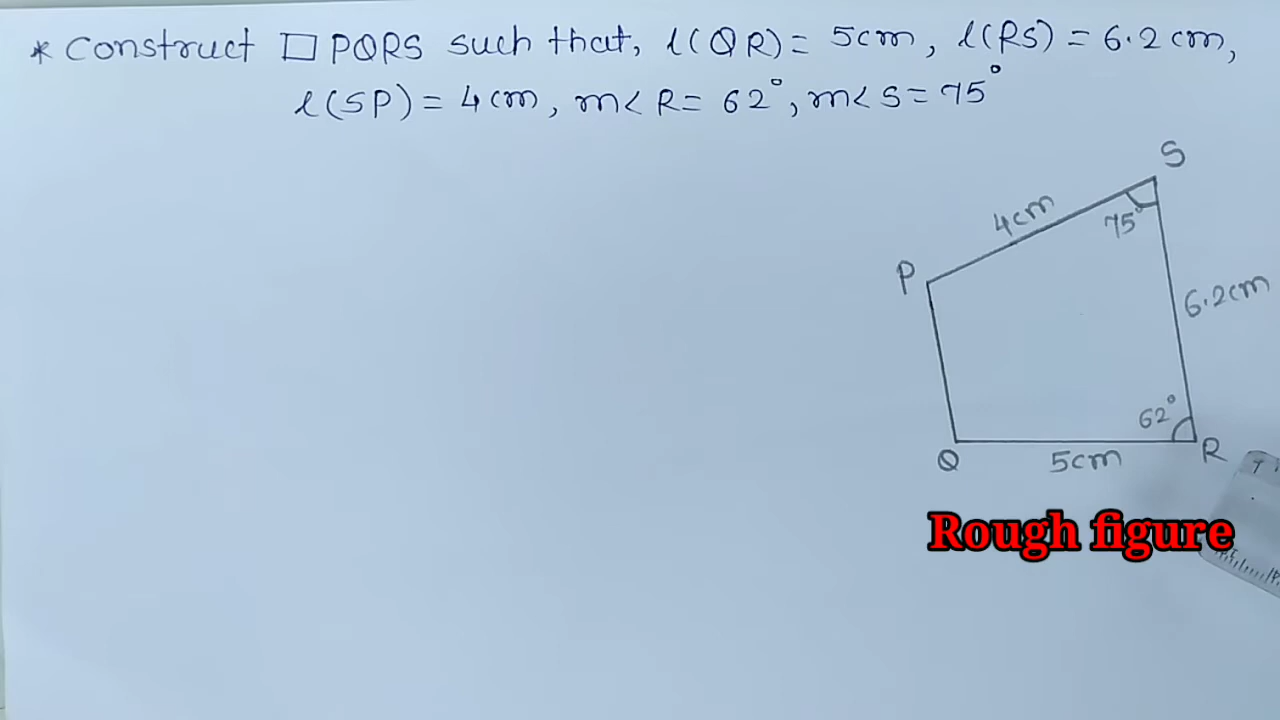 * Construct □ PQRS such that, l(QR) = 5cm, l(RS) = 6.2 cm,
l(SP) = 4 cm, m< R = 62°, m< S = 75°
S
4cm
75°
P
6.2cm
62°
Q
5cm
R
Rough figure